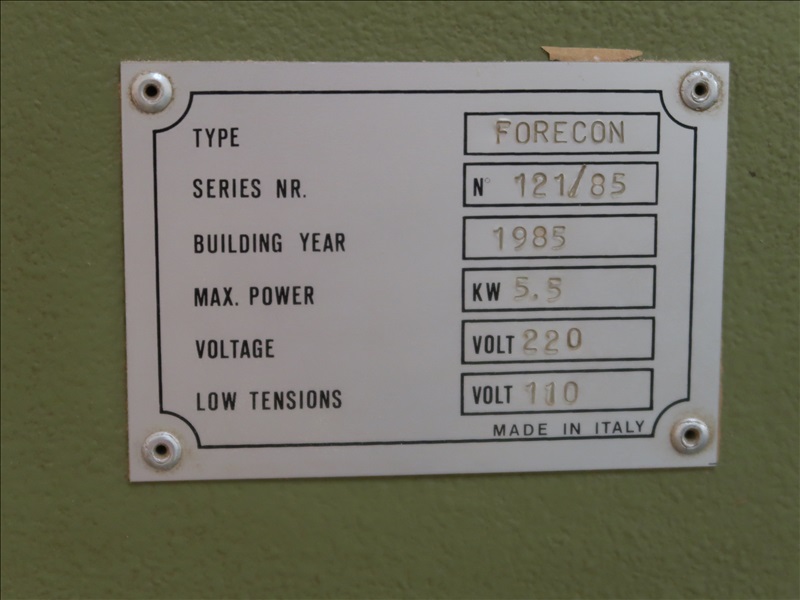 TYPE FORECON
SERIES NR. N° 121/85
BUILDING YEAR 1985
MAX. POWER KW 5.5
VOLTAGE VOLT 220
LOW TENSIONS VOLT 110
MADE IN ITALY